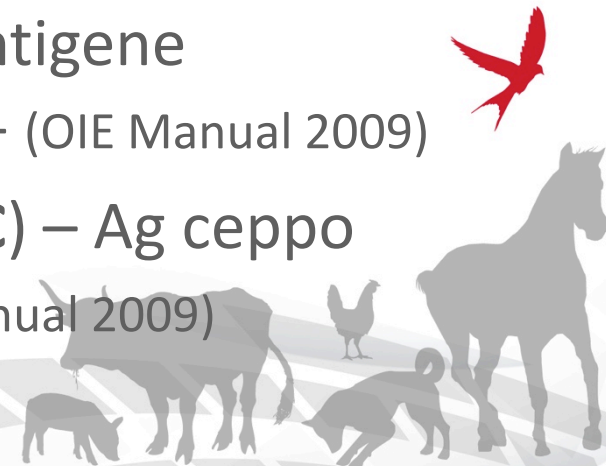 ntigene
- (OIE Manual 2009)
C) – Ag ceppo
nual 2009)